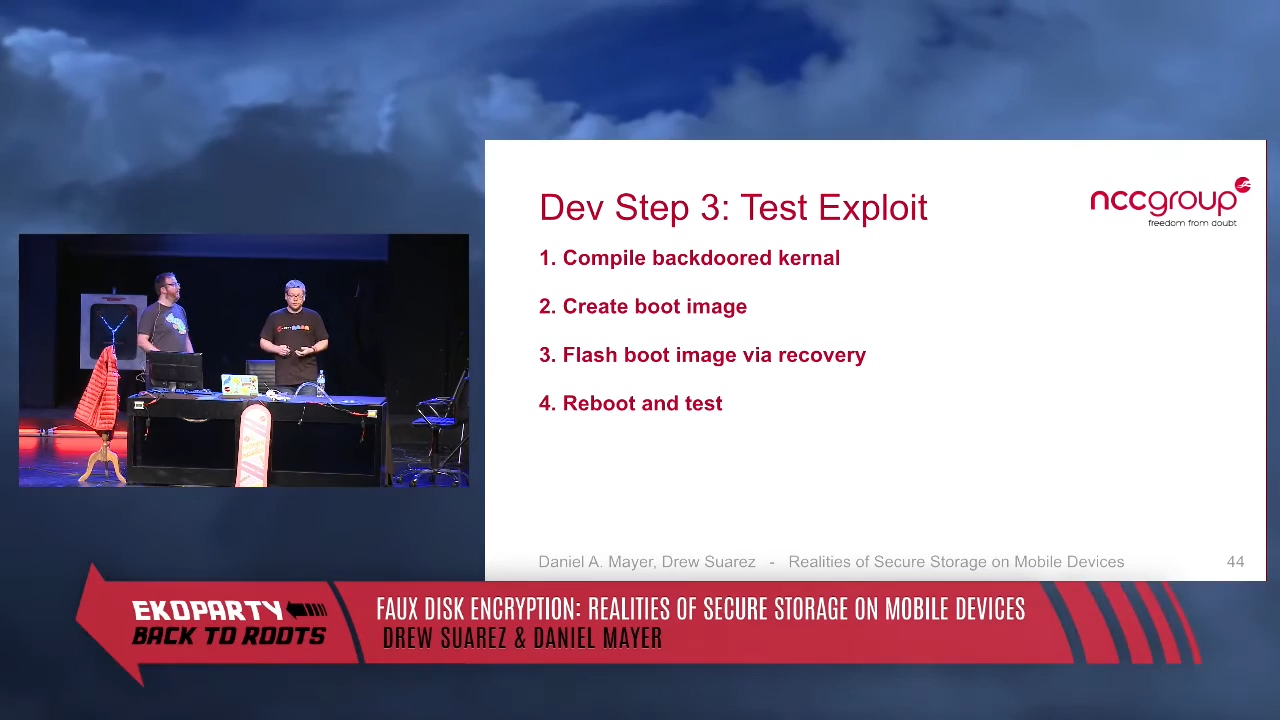 Dev Step 3: Test Exploit
nccgroup
freedom from doubt
1. Compile backdoored kernal
2. Create boot image
3. Flash boot image via recovery
4. Reboot and test
Daniel A. Mayer, Drew Suarez - Realities of Secure Storage on Mobile Devices 44
EKOPARTY
BACK TO ROOTS
FAUX DISK ENCRYPTION: REALITIES OF SECURE STORAGE ON MOBILE DEVICES
DREW SUAREZ & DANIEL MAYER